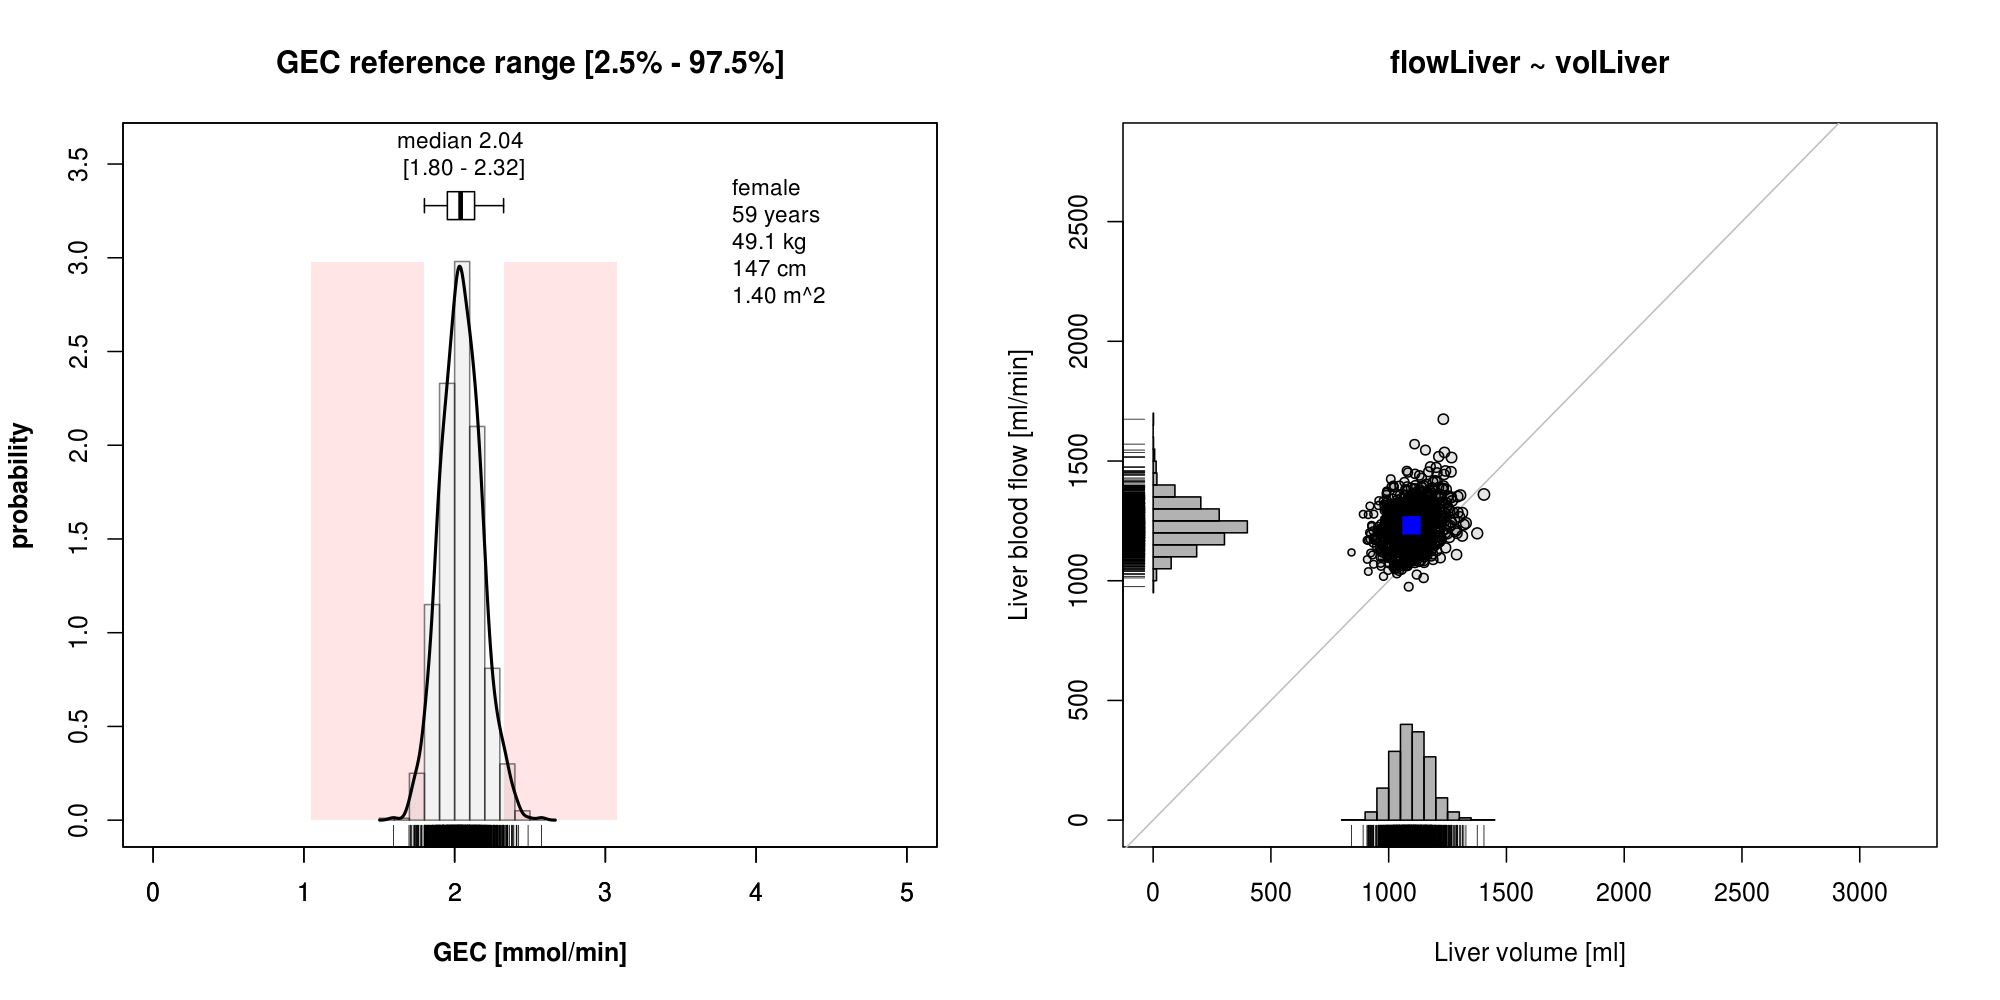 GEC reference range [2.5% - 97.5%]
median 2.04
[1.80 - 2.32]
female
59 years
49.1 kg
147 cm
1.40 m^2
probability
3.5
3.0
2.5
2.0
1.5
1.0
0.5
0.0
0 1 2 3 4 5
GEC [mmol/min]
flowLiver ~ volLiver
Liver blood flow [ml/min]
2500
2000
1500
1000
500
0
0 500 1000 1500 2000 2500 3000
Liver volume [ml]